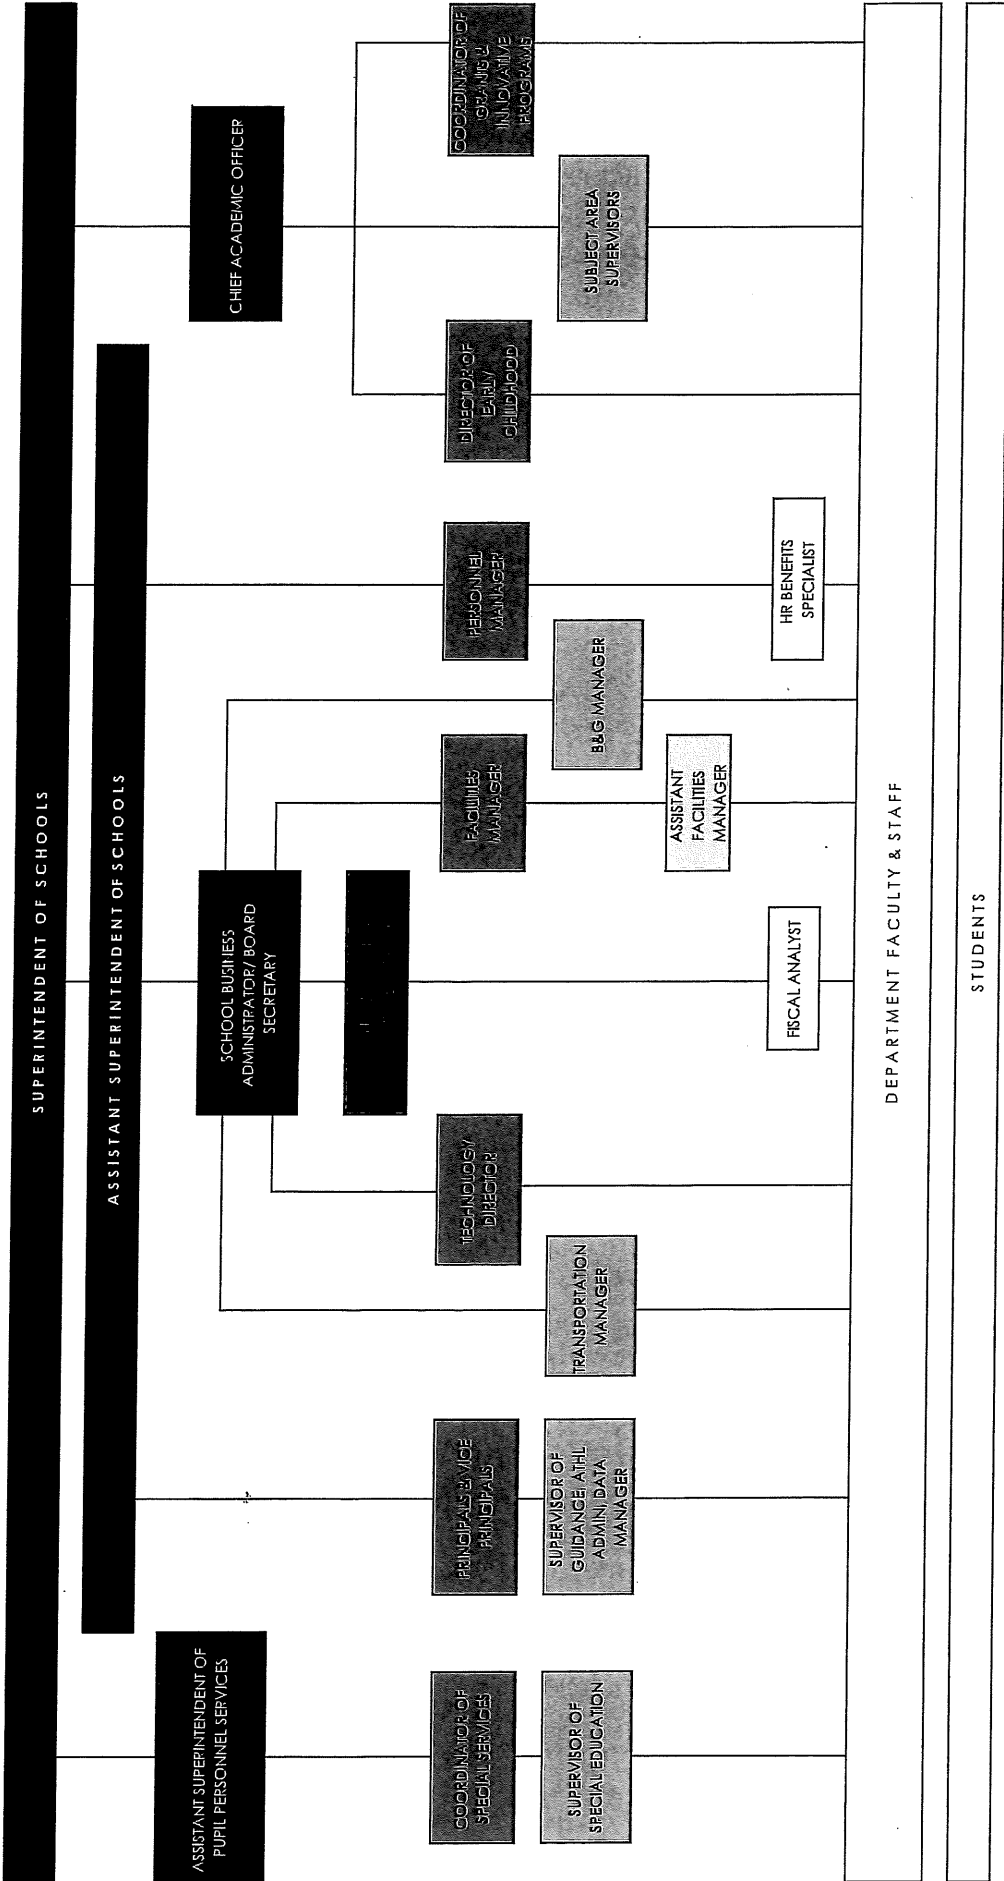 SUPERINTENDENT OF SCHOOLS
ASSISTANT SUPERINTENDENT OF SCHOOLS
ASSISTANT SUPERINTENDENT OF
PUPIL PERSONNEL SERVICES
SCHOOL BUSINESS
ADMINISTRATOR/ BOARD
SECRETARY
CHIEF ACADEMIC OFFICER
COORDINATOR OF
SPECIAL SERVICES
PRINCIPALS & VICE
PRINCIPALS
TECHNOLOGY
DIRECTOR
FACILITIES
MANAGER
PERSONNEL
MANAGER
DIRECTOR OF
EARLY
CHILDHOOD
COORDINATOR OF
GRANTS &
INNOVATIVE
PROGRAMS
SUPERVISOR OF
SPECIAL EDUCATION
SUPERVISOR OF
GUIDANCE, ATHL
ADMIN, DATA
MANAGER
TRANSPORTATION
MANAGER
B&G MANAGER
SUBJECT AREA
SUPERVISORS
ASSISTANT
FACILITIES
MANAGER
FISCAL ANALYST
HR BENEFITS
SPECIALIST
DEPARTMENT FACULTY & STAFF
STUDENTS